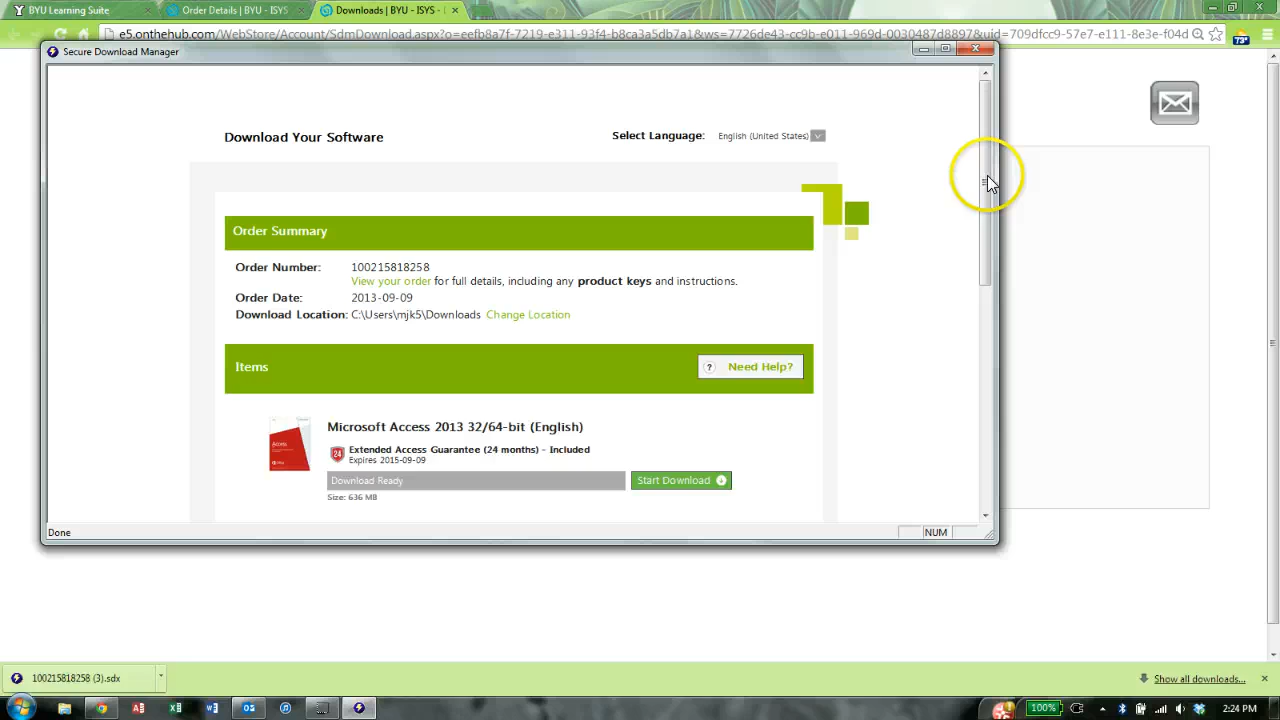 BYU Learning Suite
Order Details | BYU - ISYS
Downloads | BYU - ISYS -
e5.onthehub.com/WebStore/Account/SdmDownload.aspx?o=eefb8a7f-7219-e311-93f4-b8ca3a5db7a1&ws=7726de43-cc9b-e011-969d-0030487d8897&uid=709dfcc9-57e7-e111-8e3e-f04d
73°
Secure Download Manager
Download Your Software
Select Language: English (United States)
Order Summary
Order Number: 100215818258
View your order for full details, including any product keys and instructions.
Order Date: 2013-09-09
Download Location: C:\Users\mjk5\Downloads Change Location
Items
? Need Help?
Microsoft Access 2013 32/64-bit (English)
24 Extended Access Guarantee (24 months) - Included
Expires 2015-09-09
Download Ready
Start Download
Size: 636 MB
Done
NUM
100215818258 (3).sdx
Show all downloads...
100%
2:24 PM